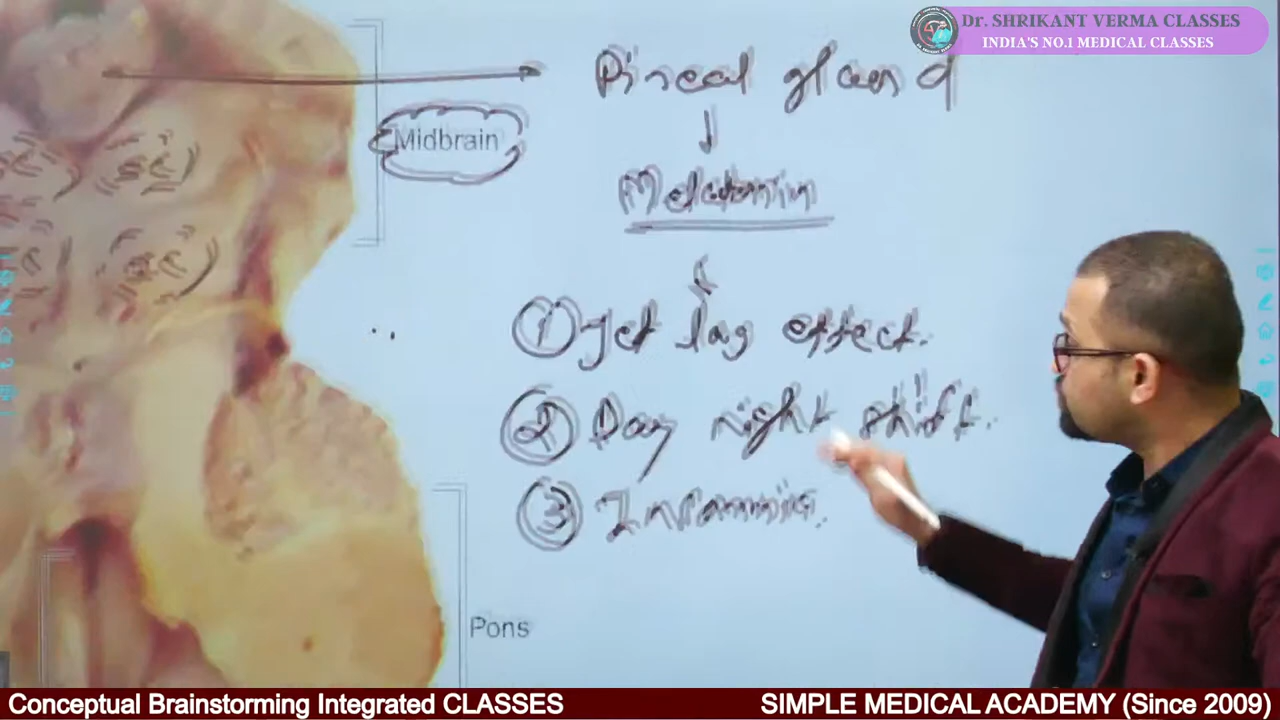 Dr. SHRIKANT VERMA CLASSES
INDIA'S NO.1 MEDICAL CLASSES
Pineal gland
Midbrain
Melatonin
① Jet lag effect.
② Day night shift.
③ Insomnia.
Pons
Conceptual Brainstorming Integrated CLASSES
SIMPLE MEDICAL ACADEMY (Since 2009)